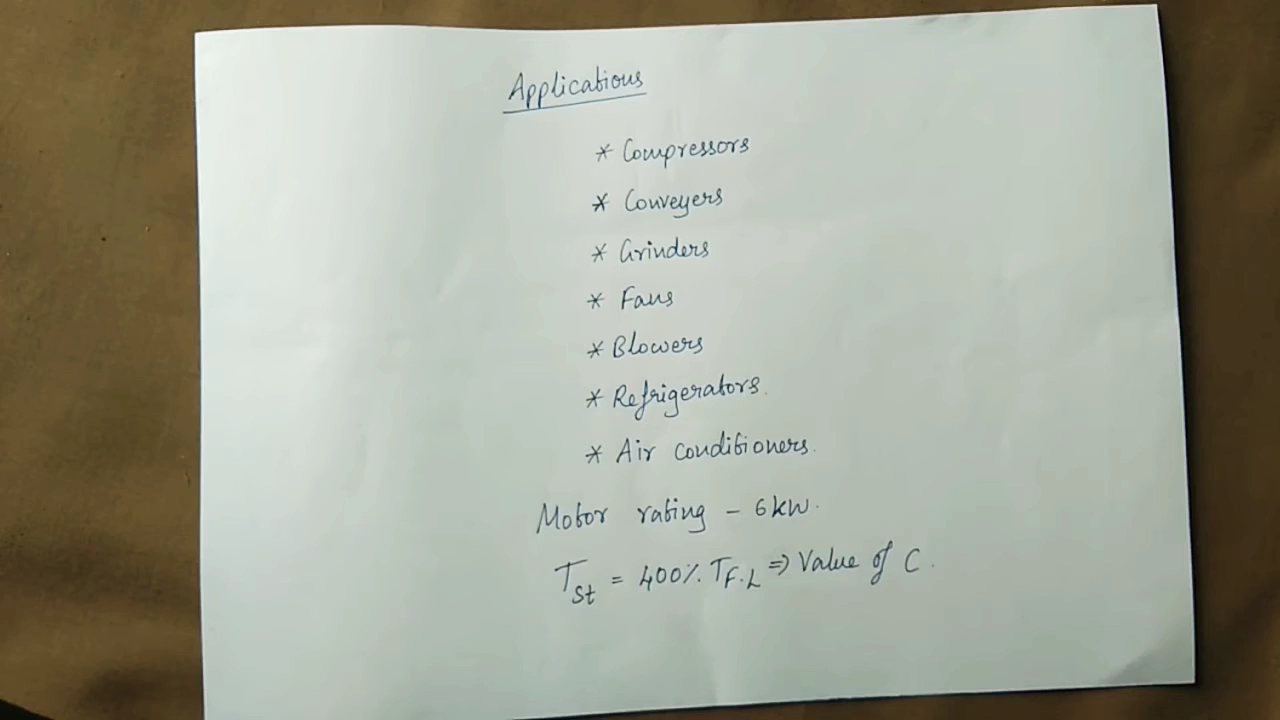 Applications
* Compressors
* Conveyers
* Grinders
* Fans
* Blowers
* Refrigerators.
* Air conditioners.
Motor rating - 6kw.
Tst = 400% TF.L => Value of C.